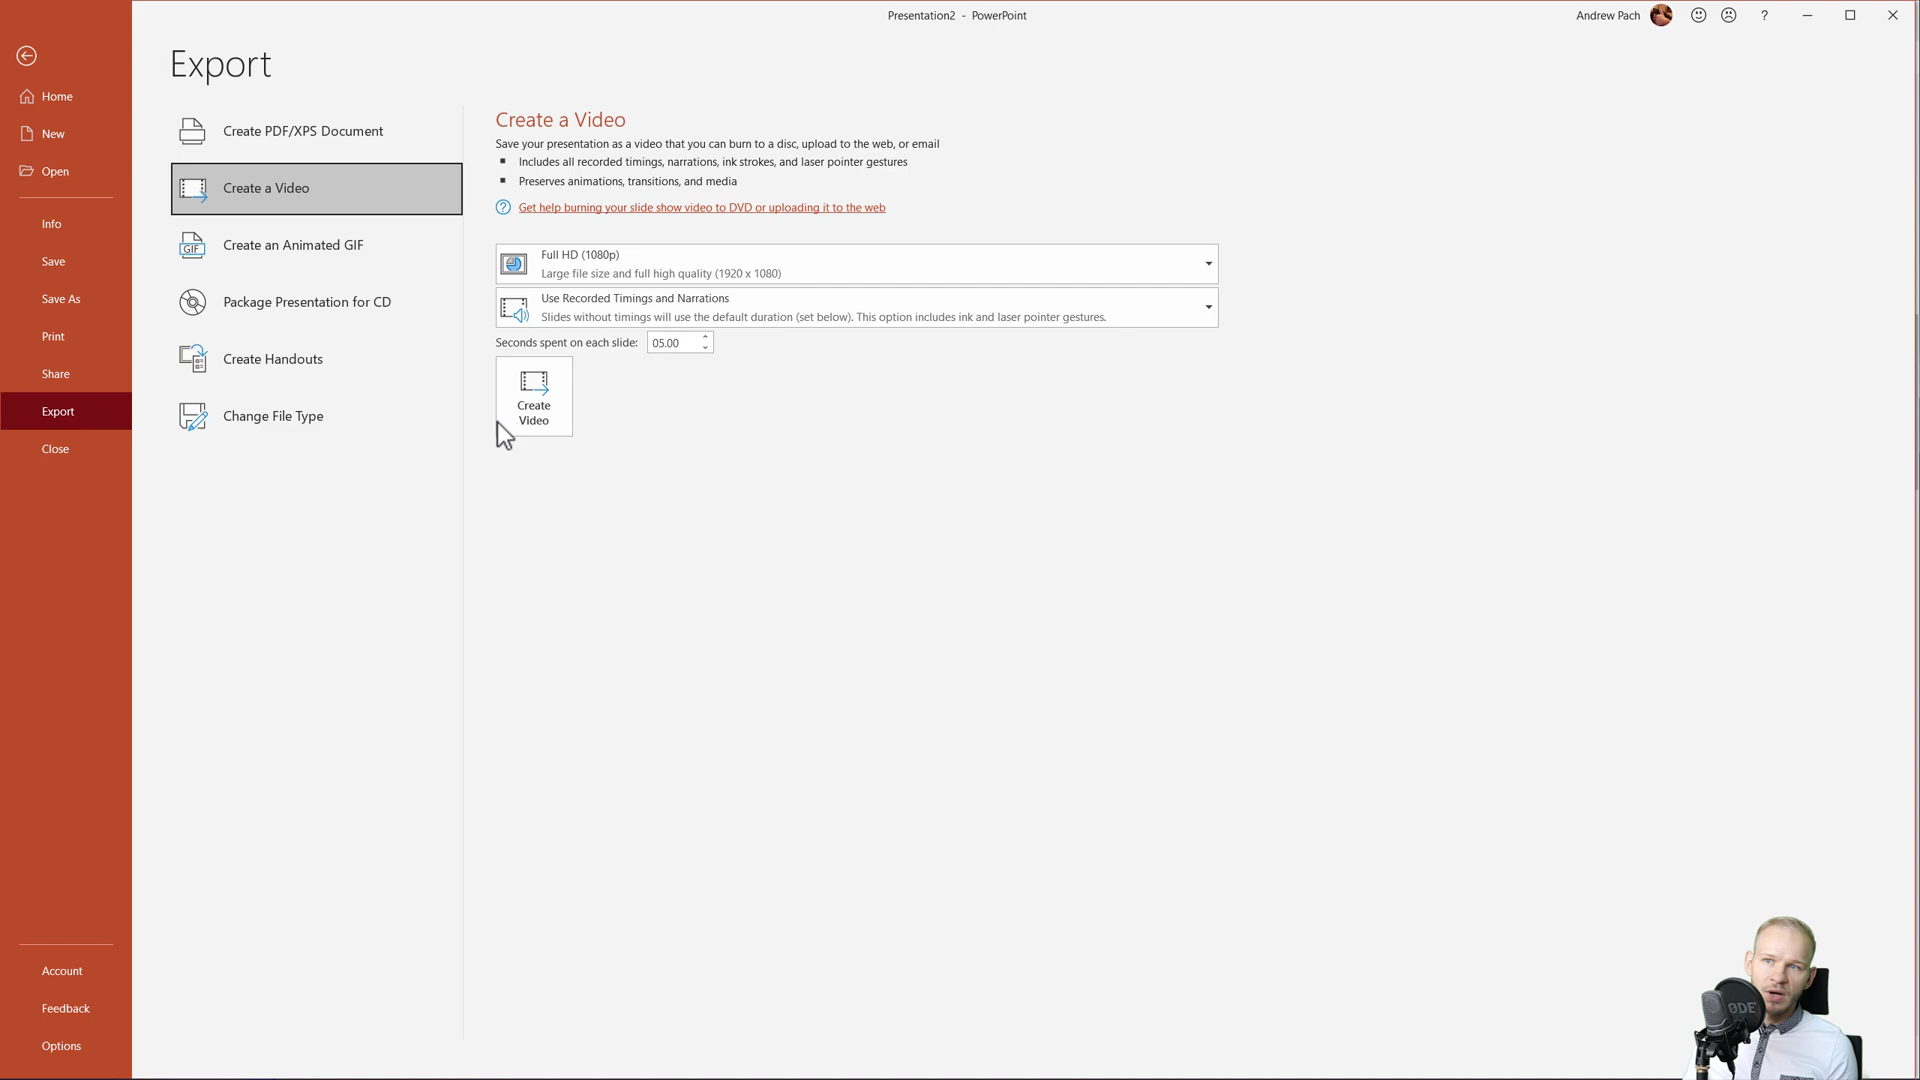 Presentation2 - PowerPoint
Andrew Pach
?
Export
Home
New
Open
Info
Save
Save As
Print
Share
Export
Close
Account
Feedback
Options
Create PDF/XPS Document
Create a Video
GIF
Create an Animated GIF
Package Presentation for CD
Create Handouts
Change File Type
Create a Video
Save your presentation as a video that you can burn to a disc, upload to the web, or email
Includes all recorded timings, narrations, ink strokes, and laser pointer gestures
Preserves animations, transitions, and media
? Get help burning your slide show video to DVD or uploading it to the web
Full HD (1080p)
Large file size and full high quality (1920 x 1080)
Use Recorded Timings and Narrations
Slides without timings will use the default duration (set below). This option includes ink and laser pointer gestures.
Seconds spent on each slide: 05.00
Create
Video
RØDE